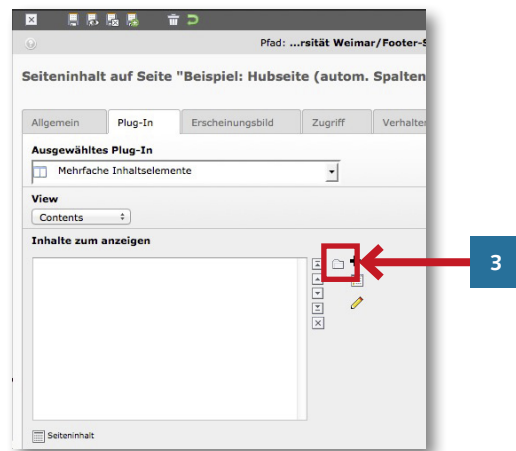 Pfad: ...rsität Weimar/Footer-S
Seiteninhalt auf Seite "Beispiel: Hubseite (autom. Spalten
Allgemein Plug-In Erscheinungsbild Zugriff Verhalten
Ausgewähltes Plug-In
Mehrfache Inhaltselemente
View
Contents
Inhalte zum anzeigen
3
Seiteninhalt